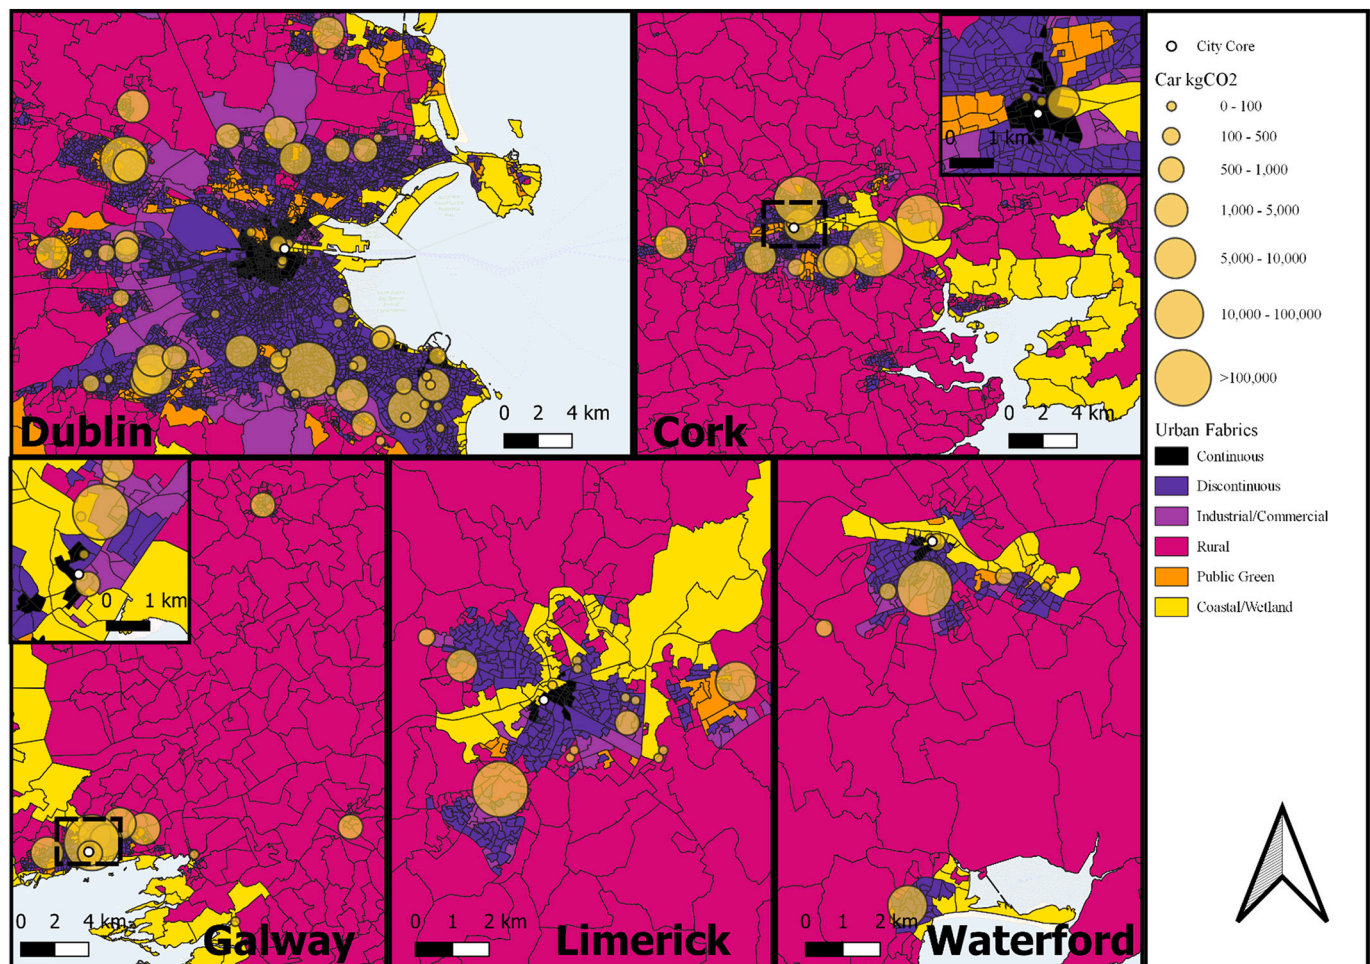 Dublin
0 2 4 km
Cork
0 2 4 km
0 1 km
0 1 km
0 2 4 km
Galway
0 1 2 km
Limerick
0 1 2 km
Waterford
City Core
Car kgCO2
0 - 100
100 - 500
500 - 1,000
1,000 - 5,000
5,000 - 10,000
10,000 - 100,000
>100,000
Urban Fabrics
Continuous
Discontinuous
Industrial/Commercial
Rural
Public Green
Coastal/Wetland